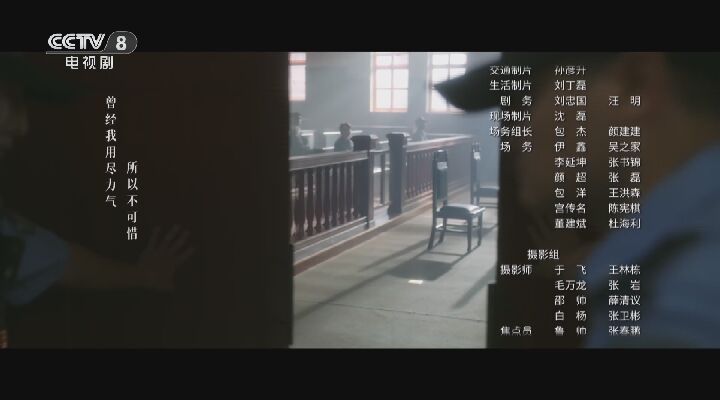 CCTV 8
电视剧
曾经我用尽力气
所以不可惜
交通制片 孙彦升
生活制片 刘丁磊
剧 务 刘忠国 汪 明
现场制片 沈 磊
场务组长 包 杰 颜建建
场 务 伊 鑫 吴之家
李延坤 张书锦
颜 超 张 磊
包 洋 王洪森
宫传名 陈宪棋
董建斌 杜海利
摄影组
摄影师 于 飞 王林栋
毛万龙 张 岩
邵 帅 薛清议
白 杨 张卫彬
焦点员 鲁 帅 张春鹏